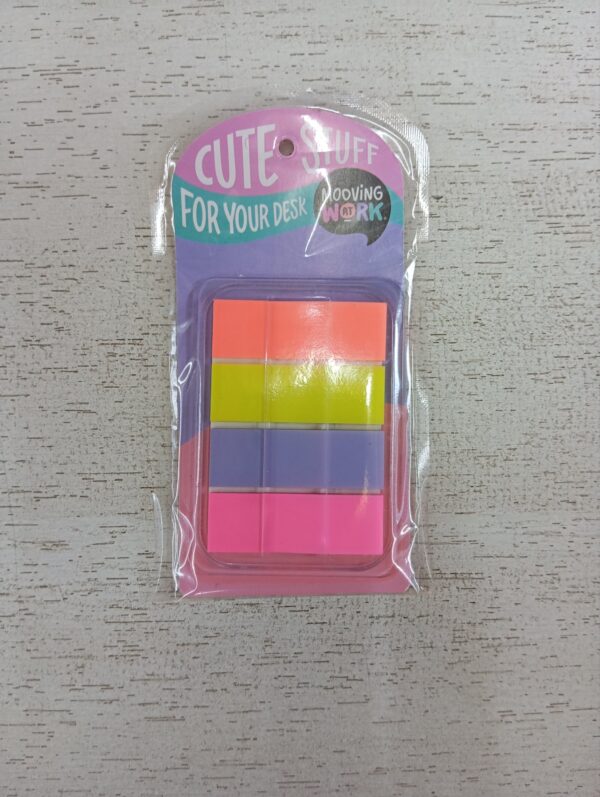 CUTE STUFF
FOR YOUR DESK
MOOVING
AT
WORK